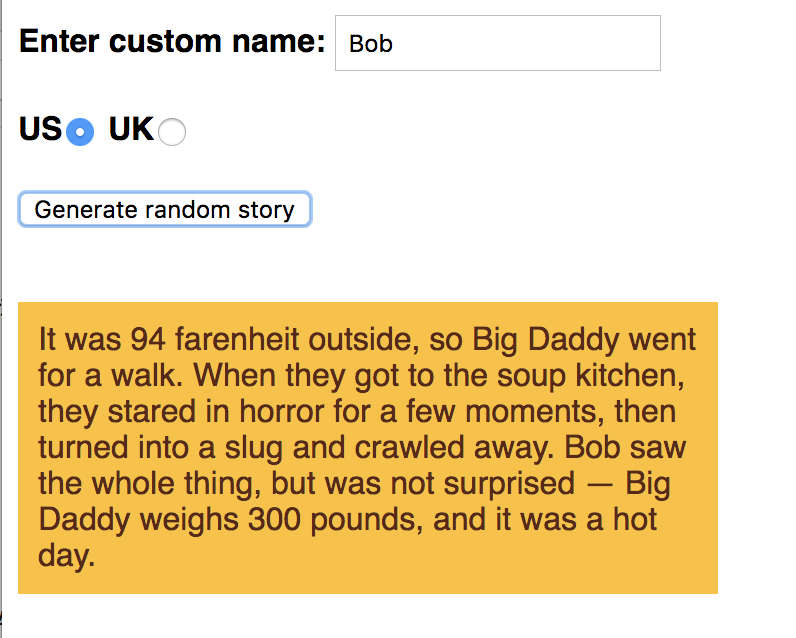 Enter custom name: Bob
US UK
Generate random story
It was 94 farenheit outside, so Big Daddy went
for a walk. When they got to the soup kitchen,
they stared in horror for a few moments, then
turned into a slug and crawled away. Bob saw
the whole thing, but was not surprised — Big
Daddy weighs 300 pounds, and it was a hot
day.